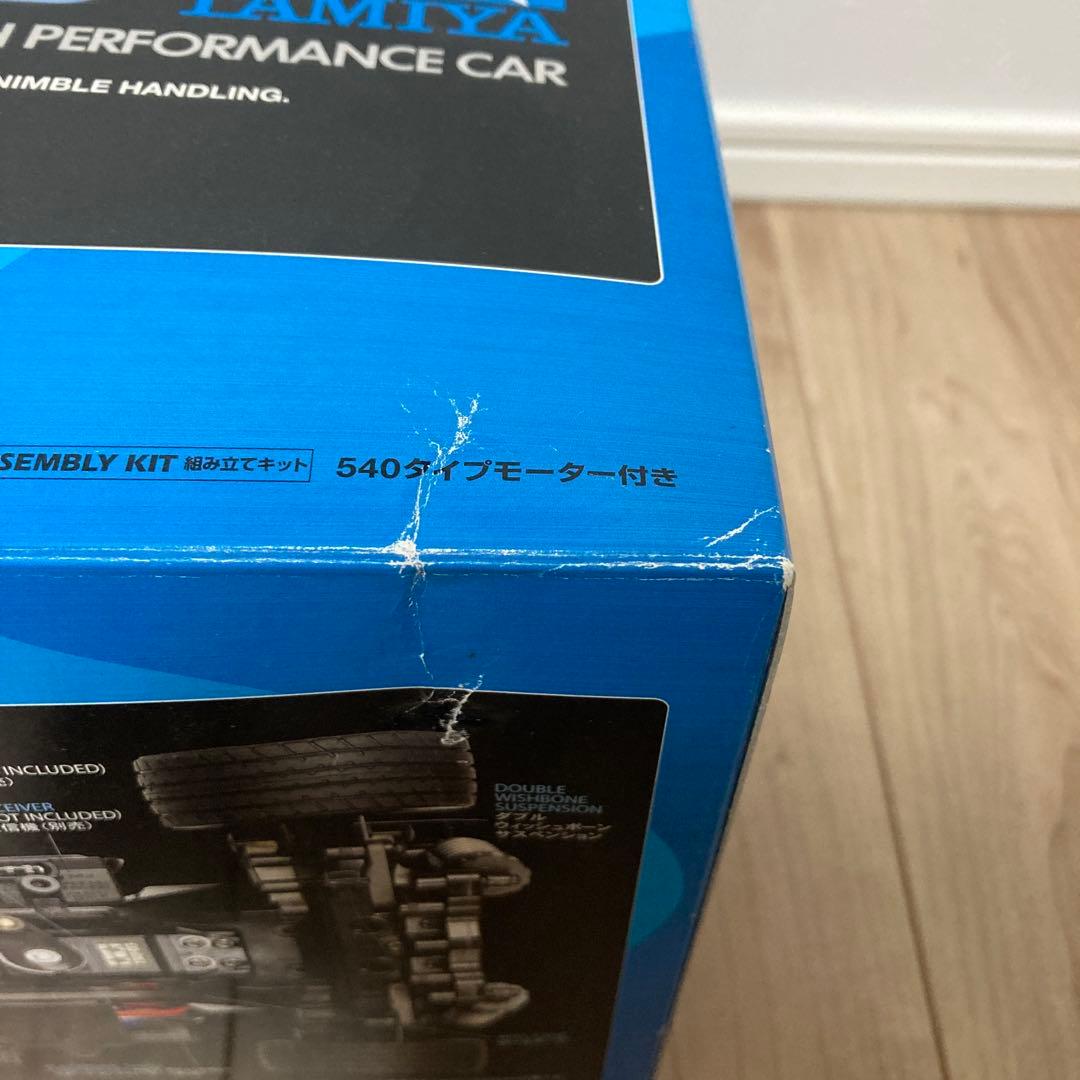 TAMIYA
PERFORMANCE CAR
NIMBLE HANDLING.
SEMBLY KIT 組み立てキット 540タイプモーター付き
INCLUDED)
DOUBLE
WISHBONE
SUSPENSION
ダブル
ウイッシュボーン
サスペンション
CEIVER
OT INCLUDED)
信機(別売)